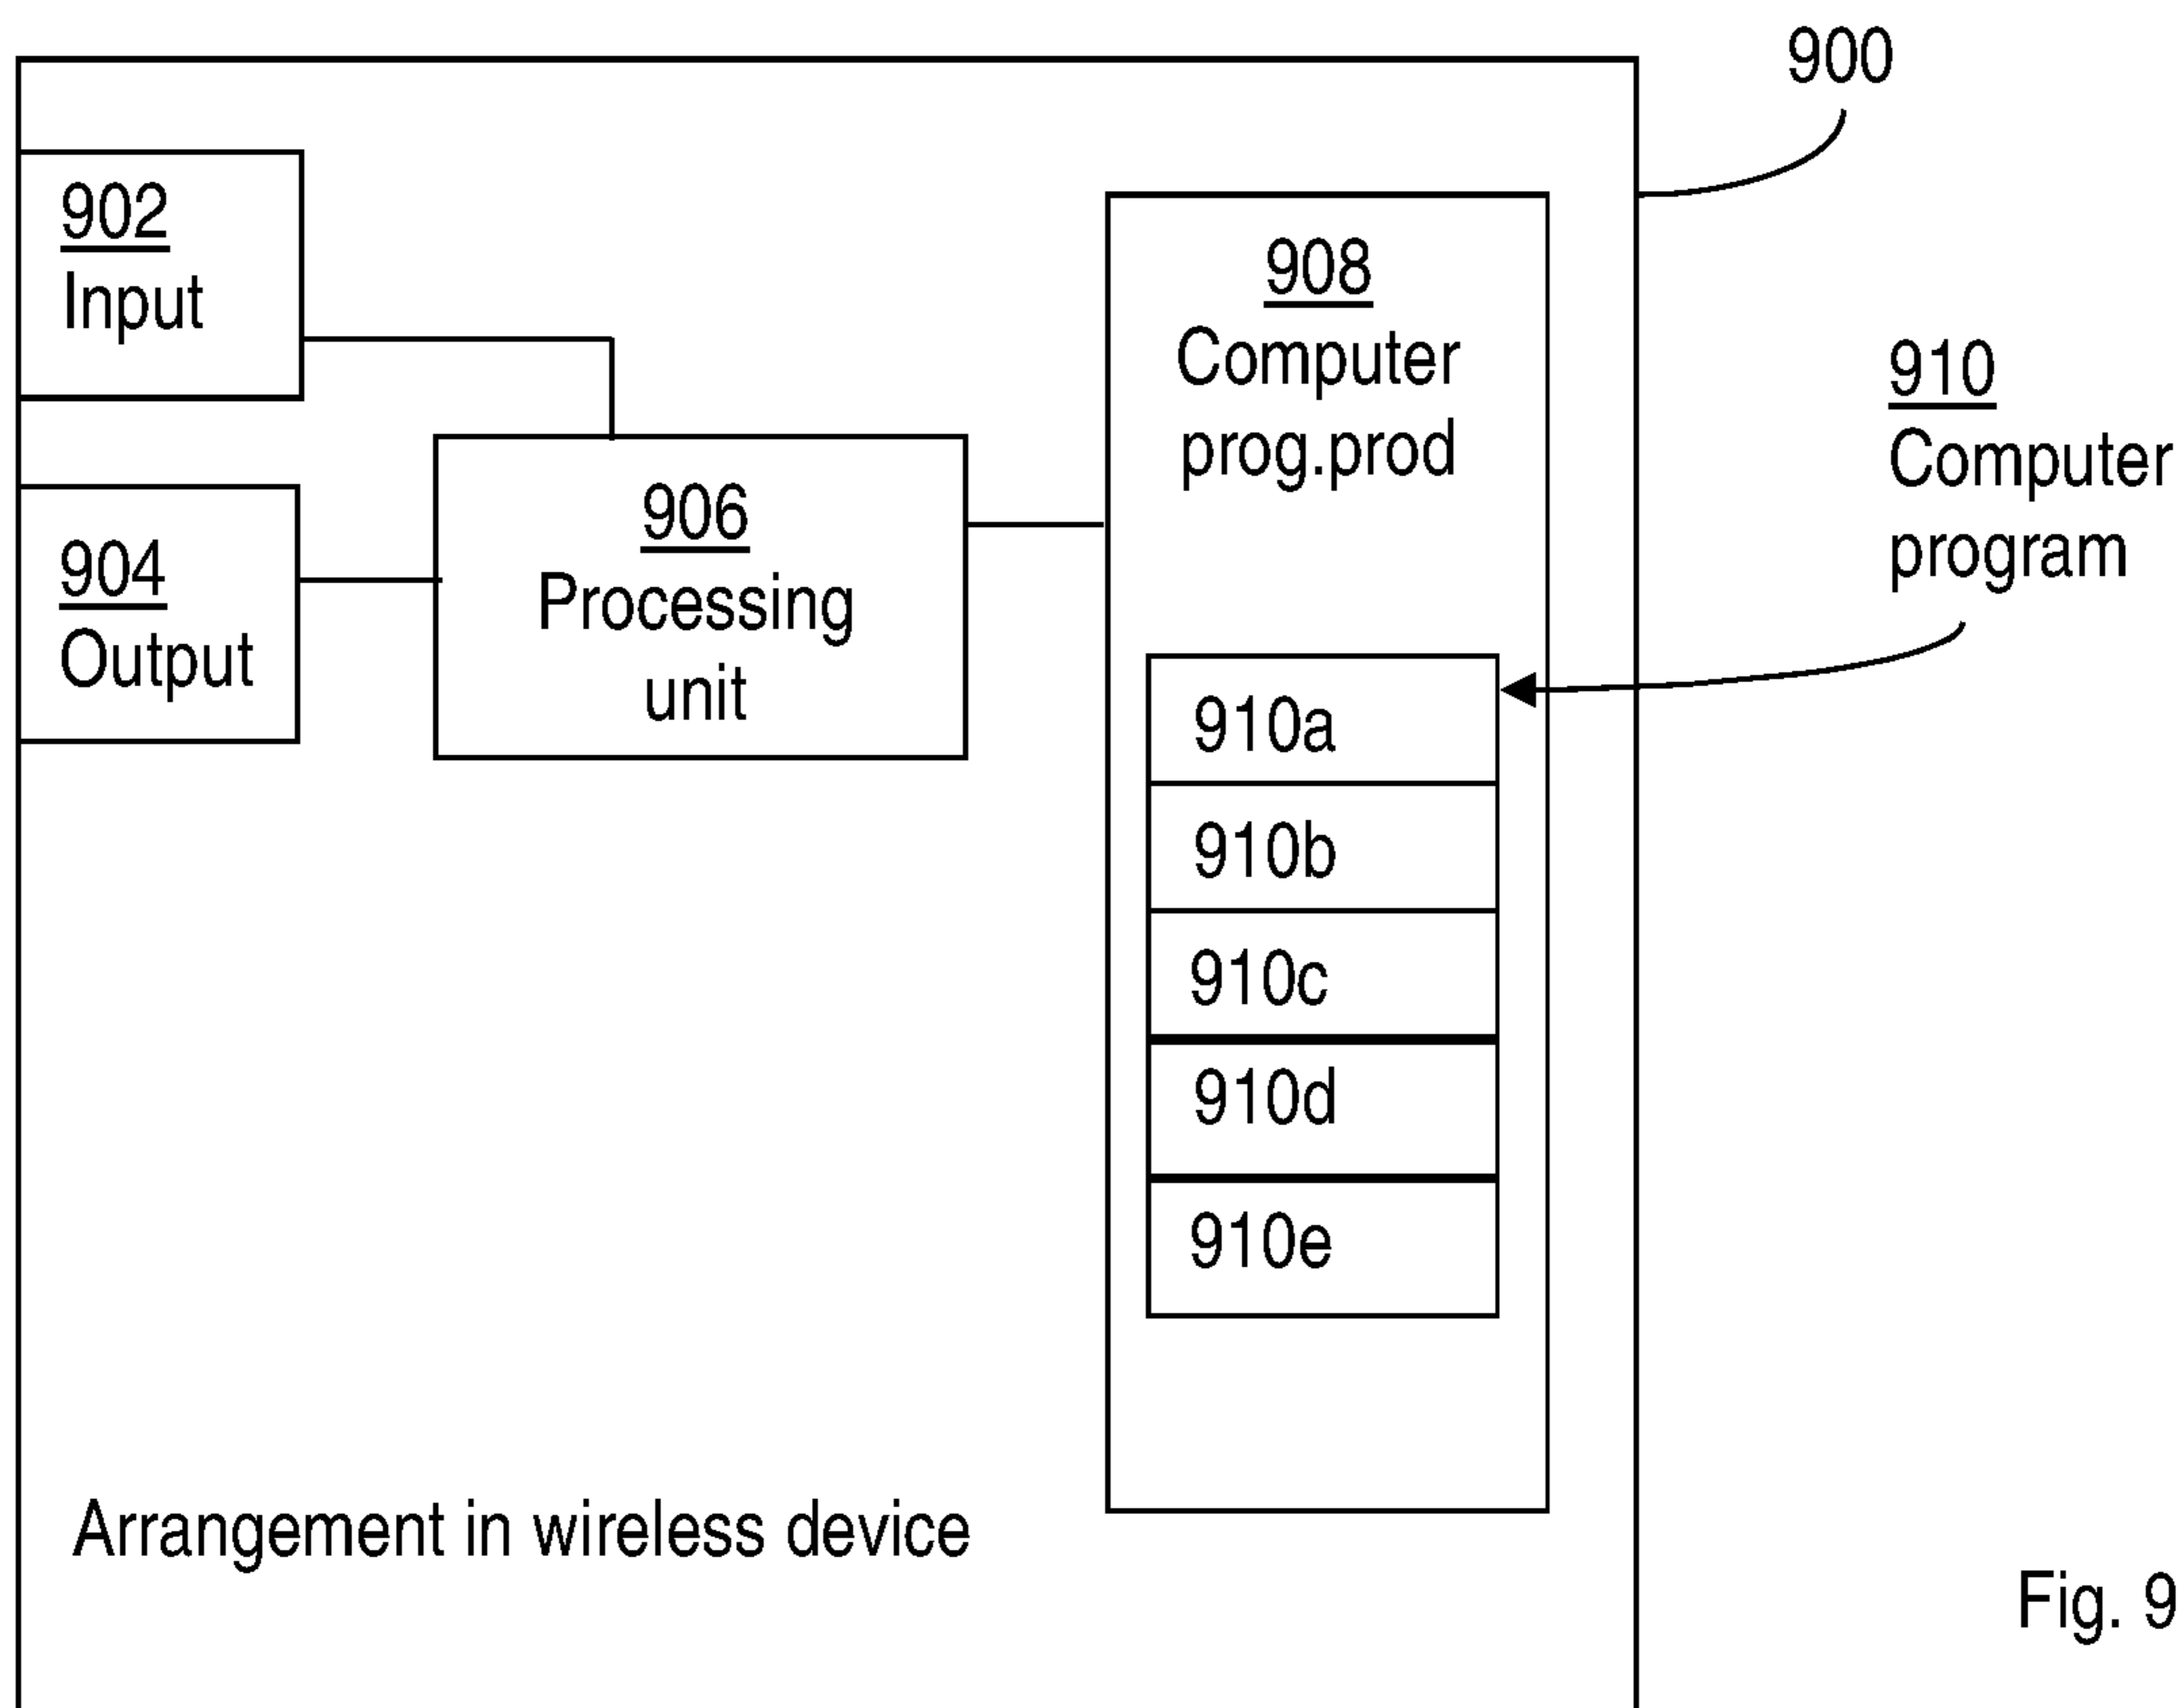 900
902
Input
904
Output
906
Processing
unit
908
Computer
prog.prod
910
Computer
program
910a
910b
910c
910d
910e
Arrangement in wireless device
Fig. 9